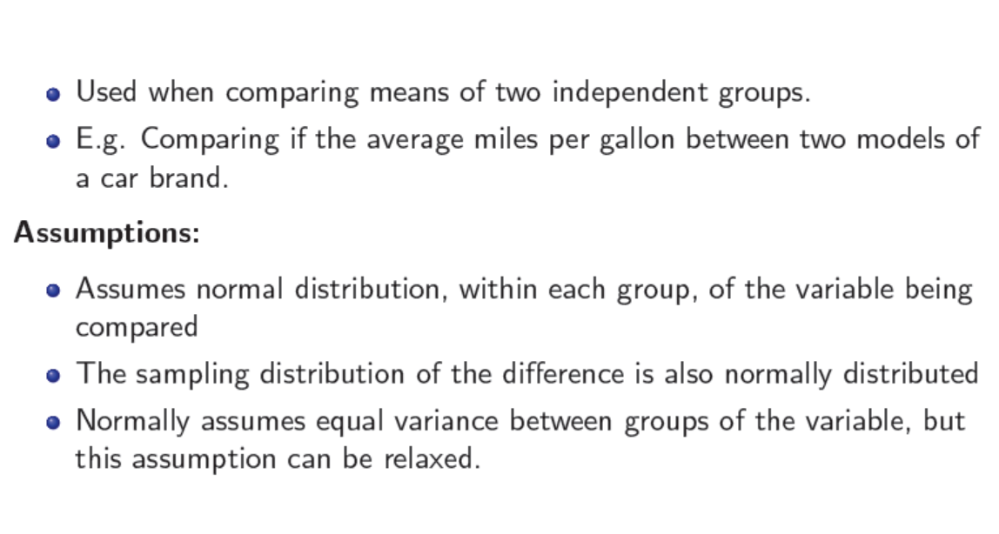 Used when comparing means of two independent groups.
E.g. Comparing if the average miles per gallon between two models of
a car brand.
Assumptions:
Assumes normal distribution, within each group, of the variable being
compared
The sampling distribution of the difference is also normally distributed
Normally assumes equal variance between groups of the variable, but
this assumption can be relaxed.